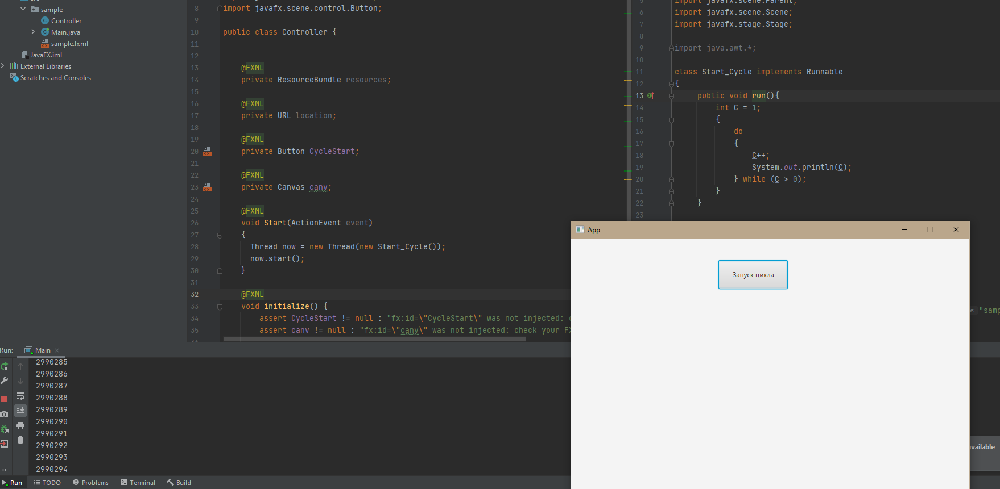 sample
Controller
Main.java
sample.fxml
JavaFX.iml
External Libraries
Scratches and Consoles
8 import javafx.scene.control.Button;
9
10 public class Controller {
11
12
13 @FXML
14 private ResourceBundle resources;
15
16 @FXML
17 private URL location;
18
19 @FXML
20 private Button CycleStart;
21
22 @FXML
23 private Canvas canv;
24
25 @FXML
26 void Start(ActionEvent event)
27 {
28 Thread now = new Thread(new Start_Cycle());
29 now.start();
30 }
31
32 @FXML
33 void initialize() {
34 assert CycleStart != null : "fx:id=\"CycleStart\" was not injected:
35 assert canv != null : "fx:id=\"canv\" was not injected: check your FX
5 import javafx.scene.Parent;
6 import javafx.scene.Scene;
7 import javafx.stage.Stage;
8
9 import java.awt.*;
10
11 class Start_Cycle implements Runnable
12 {
13 public void run(){
14 int C = 1;
15 {
16 do
17 {
18 C++;
19 System.out.println(C);
20 } while (C > 0);
21 }
22 }
23
App
Запуск цикла
e: "samp
Run: Main
2990285
2990286
2990287
2990288
2990289
2990290
2990291
2990292
2990293
2990294
available
Run TODO Problems Terminal Build